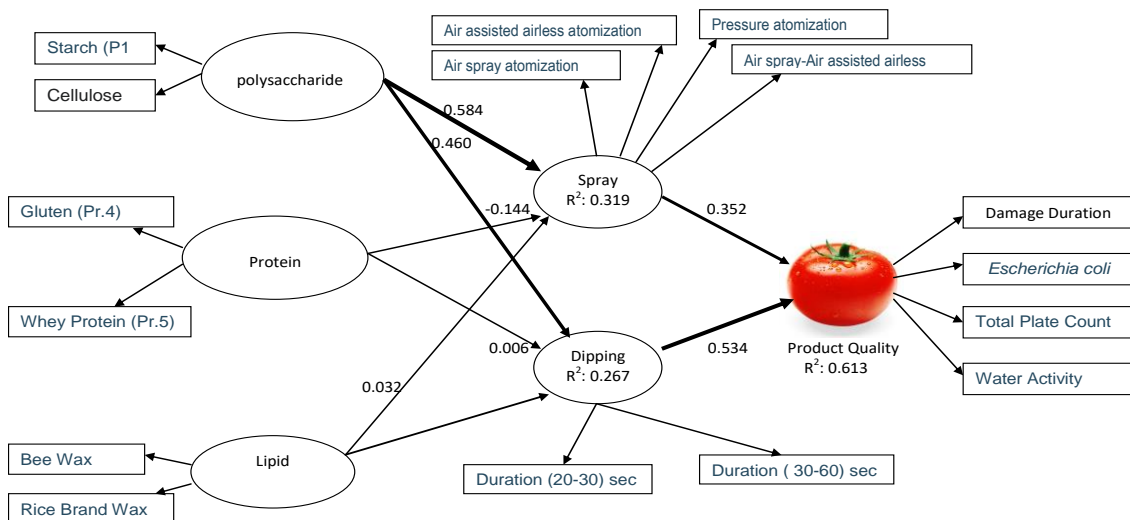 Air assisted airless atomization
Pressure atomization
Starch (P1
Air spray atomization
Air spray-Air assisted airless
polysaccharide
Cellulose
0.584
0.460
Spray
R²: 0.319
Gluten (Pr.4)
-0.144
0.352
Damage Duration
Protein
Escherichia coli
Whey Protein (Pr.5)
Total Plate Count
0.006
Dipping
R²: 0.267
0.534
Product Quality
R²: 0.613
Water Activity
0.032
Bee Wax
Lipid
Duration (20-30) sec
Duration ( 30-60) sec
Rice Brand Wax